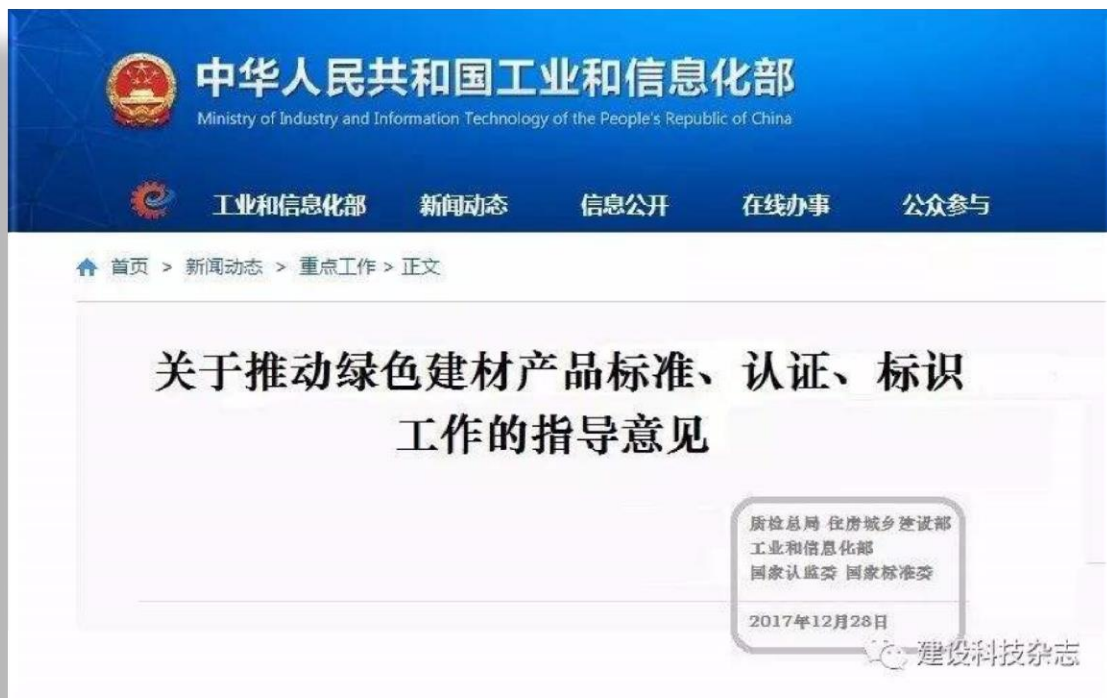 中华人民共和国工业和信息化部
Ministry of Industry and Information Technology of the People's Republic of China
工业和信息化部 新闻动态 信息公开 在线办事 公众参与
首页 > 新闻动态 > 重点工作 > 正文
关于推动绿色建材产品标准、认证、标识
工作的指导意见
质检总局 住房城乡建设部
工业和信息化部
国家认监委 国家标准委
2017年12月28日
建设科技杂志